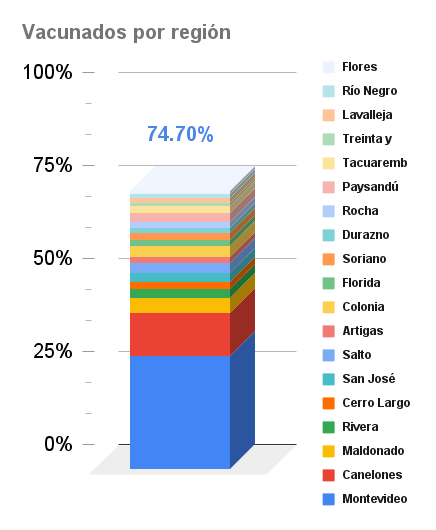 Vacunados por región
100%
75%
50%
25%
0%
74.70%
Flores
Río Negro
Lavalleja
Treinta y
Tacuaremb
Paysandú
Rocha
Durazno
Soriano
Florida
Colonia
Artigas
Salto
San José
Cerro Largo
Rivera
Maldonado
Canelones
Montevideo